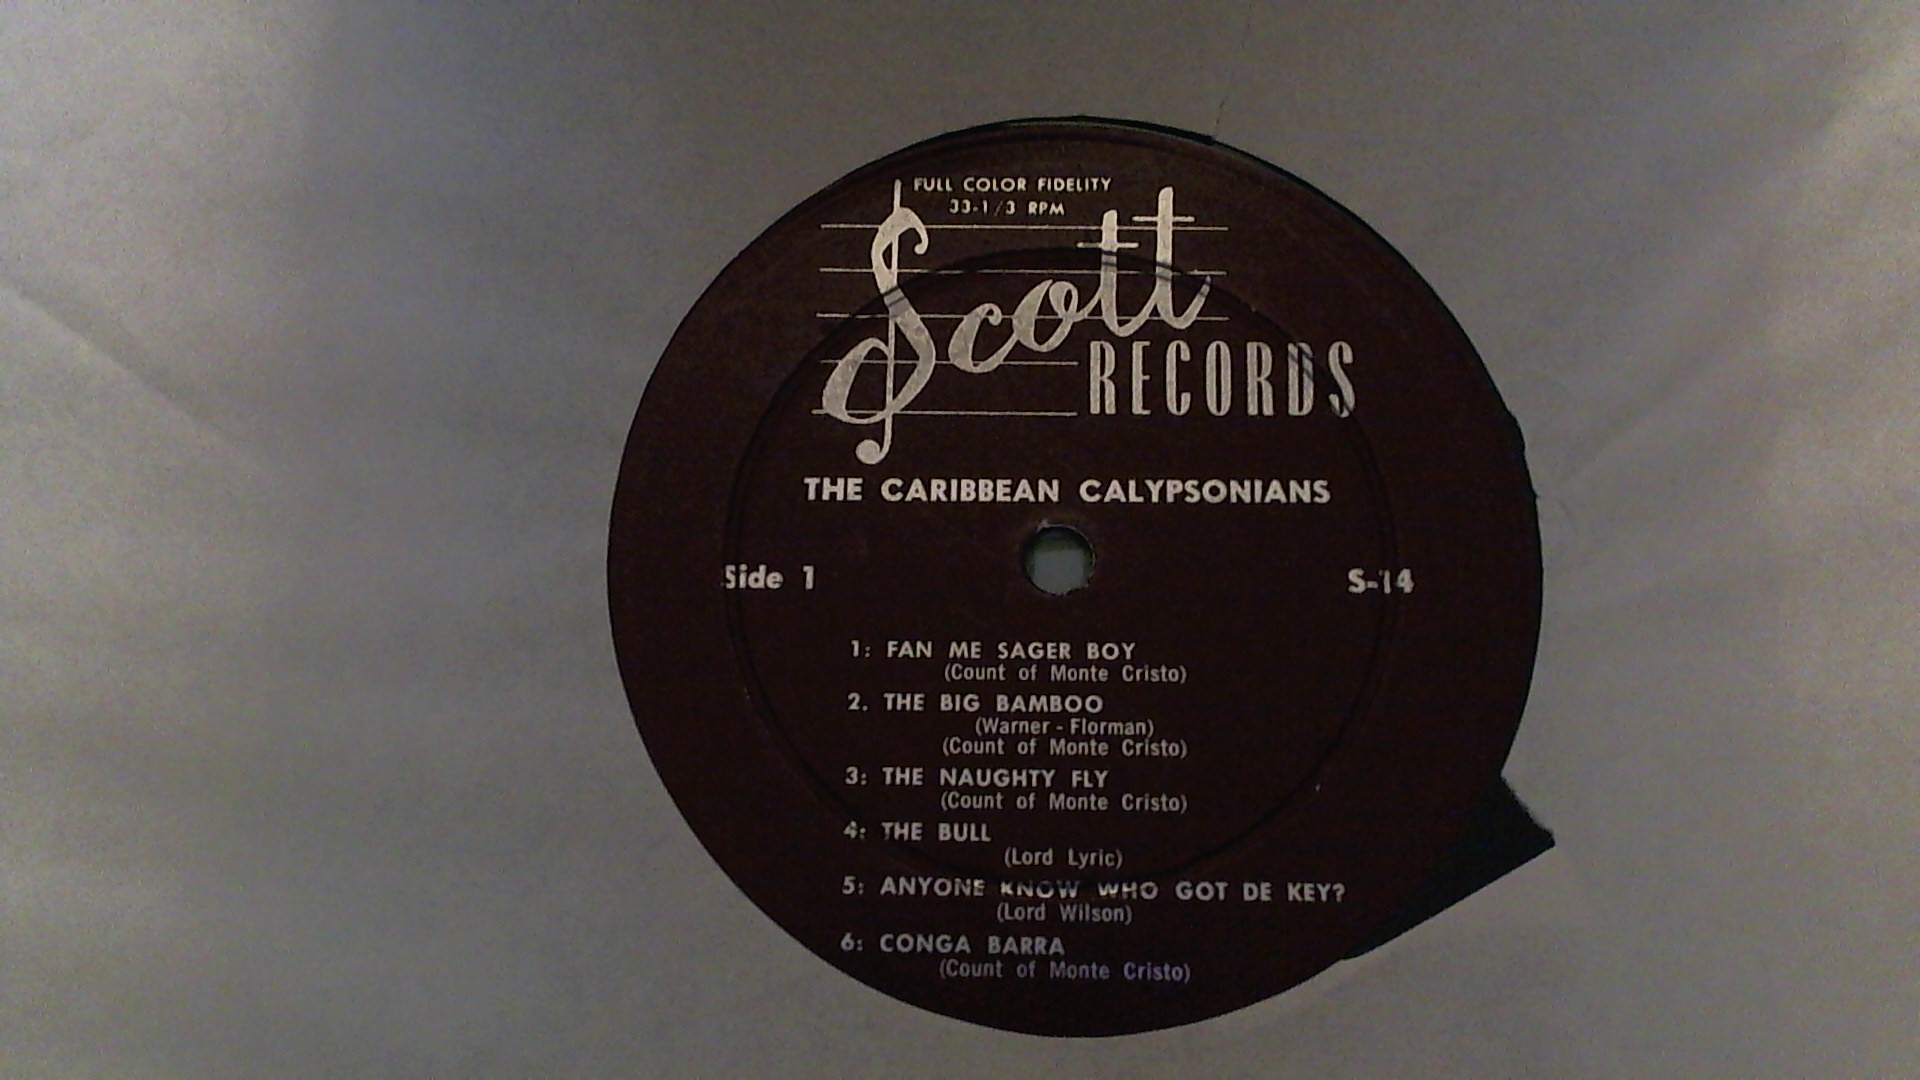 FULL COLOR FIDELITY
33-1/3 RPM
Scott
RECORDS
THE CARIBBEAN CALYPSONIANS
Side 1
S-14
1: FAN ME SAGER BOY
(Count of Monte Cristo)
2. THE BIG BAMBOO
(Warner - Florman)
(Count of Monte Cristo)
3: THE NAUGHTY FLY
(Count of Monte Cristo)
4: THE BULL
(Lord Lyric)
5: ANYONE KNOW WHO GOT DE KEY?
(Lord Wilson)
6: CONGA BARRA
(Count of Monte Cristo)